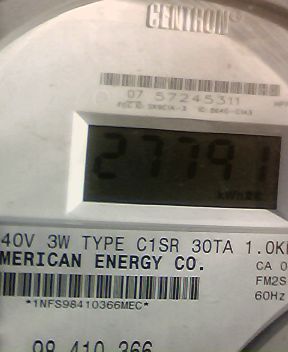 CENTRON®
07 57245311
27791
kWh
40V 3W TYPE C1SR 30TA 1.0K
MERICAN ENERGY CO.
CA 0
FM2S
60Hz
*1NFS98410366MEC*
98 410 366